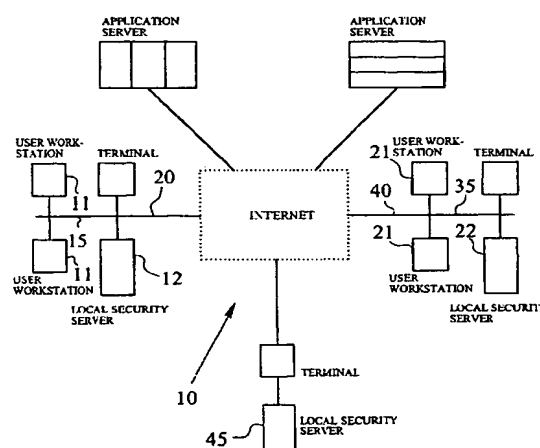 APPLICATION
SERVER
APPLICATION
SERVER
USER WORK-
STATION
TERMINAL
11
20
15
11
12
USER
WORKSTATION
LOCAL SECURITY
SERVER
INTERNET
USER WORK-
STATION
21
TERMINAL
40
35
21
22
USER
WORKSTATION
LOCAL SECURITY
SERVER
10
TERMINAL
LOCAL SECURITY
SERVER
45